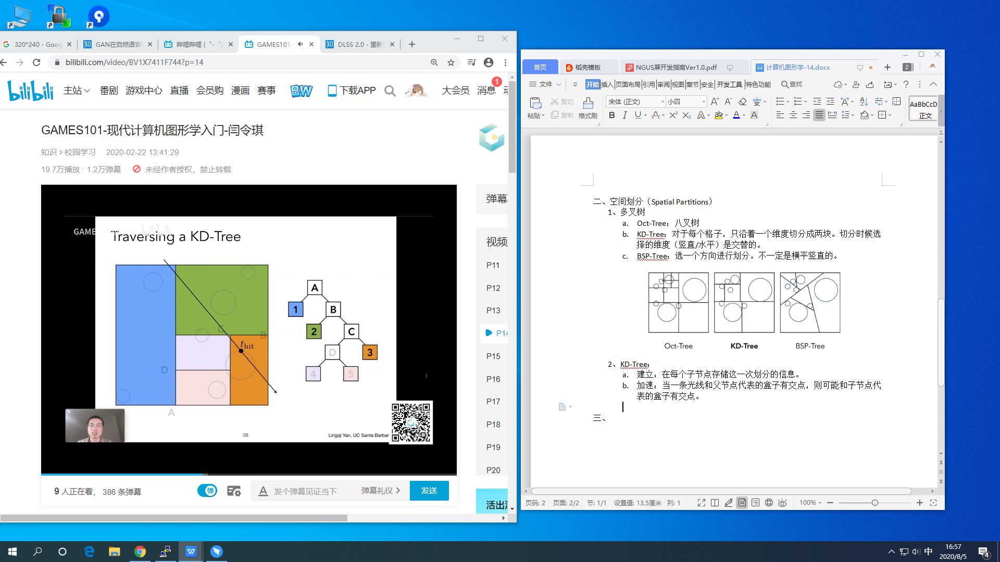 320*240 - Goog
GAN在自然语言
哔哩哔哩 (゜-゜)
GAMES101-
DLSS 2.0 - 重新
bilibili.com/video/BV1X7411F744?p=14
bilibili
主站
番剧
游戏中心
直播
会员购
漫画
赛事
BW
下载APP
大会员
消息
1
GAMES101-现代计算机图形学入门-闫令琪
知识 > 校园学习 2020-02-22 13:41:29
19.7万播放 · 1.2万弹幕 未经作者授权，禁止转载
GAME
bilibili
Traversing a KD-Tree
C
B
t hit
D
A
A
1
B
2
C
D
3
4
5
28
Lingqi Yan, UC Santa Barbar
弹幕
视频
P11
P12
P13
P14
P15
P16
P17
P18
P19
P20
9 人正在看， 386 条弹幕
弹
发个弹幕见证当下
弹幕礼仪 >
发送
首页
稻壳模板
NGUS屏开发指南Ver1.0.pdf
计算机图形学-14.docx
2
文件
开始 插入 页面布局 引用 审阅 视图 章节 安全 开发工具 特色功能 查找
粘贴
剪切
复制
格式刷
宋体 (正文)
小四
AaBbCcD
正文
二、空间划分（Spatial Partitions）
1、多叉树
a. Oct-Tree：八叉树
b. KD-Tree：对于每个格子，只沿着一个维度切分成两块。切分时候选
择的维度（竖直/水平）是交替的。
c. BSP-Tree：选一个方向进行划分。不一定是横平竖直的。
Oct-Tree
KD-Tree
BSP-Tree
2、KD-Tree：
a. 建立：在每个子节点存储这一次划分的信息。
b. 加速：当一条光线和父节点代表的盒子有交点，则可能和子节点代
表的盒子有交点。
三、
页码: 2 页面: 2/2 节: 1/1 设置值: 13.5厘米 列: 1
100%
中
16:57
2020/8/5
4